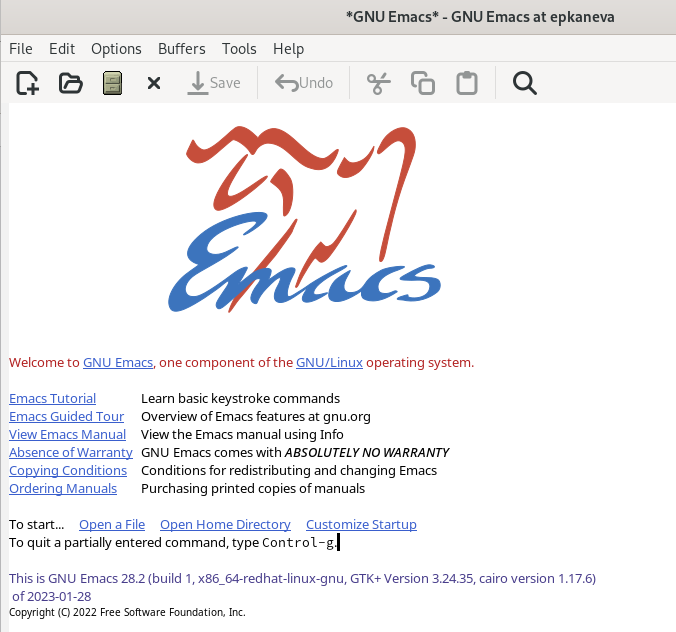 *GNU Emacs* - GNU Emacs at epkaneva
File Edit Options Buffers Tools Help
Save Undo
Emacs
Welcome to GNU Emacs, one component of the GNU/Linux operating system.
Emacs Tutorial Learn basic keystroke commands
Emacs Guided Tour Overview of Emacs features at gnu.org
View Emacs Manual View the Emacs manual using Info
Absence of Warranty GNU Emacs comes with ABSOLUTELY NO WARRANTY
Copying Conditions Conditions for redistributing and changing Emacs
Ordering Manuals Purchasing printed copies of manuals
To start... Open a File Open Home Directory Customize Startup
To quit a partially entered command, type Control-g.
This is GNU Emacs 28.2 (build 1, x86_64-redhat-linux-gnu, GTK+ Version 3.24.35, cairo version 1.17.6)
of 2023-01-28
Copyright (C) 2022 Free Software Foundation, Inc.